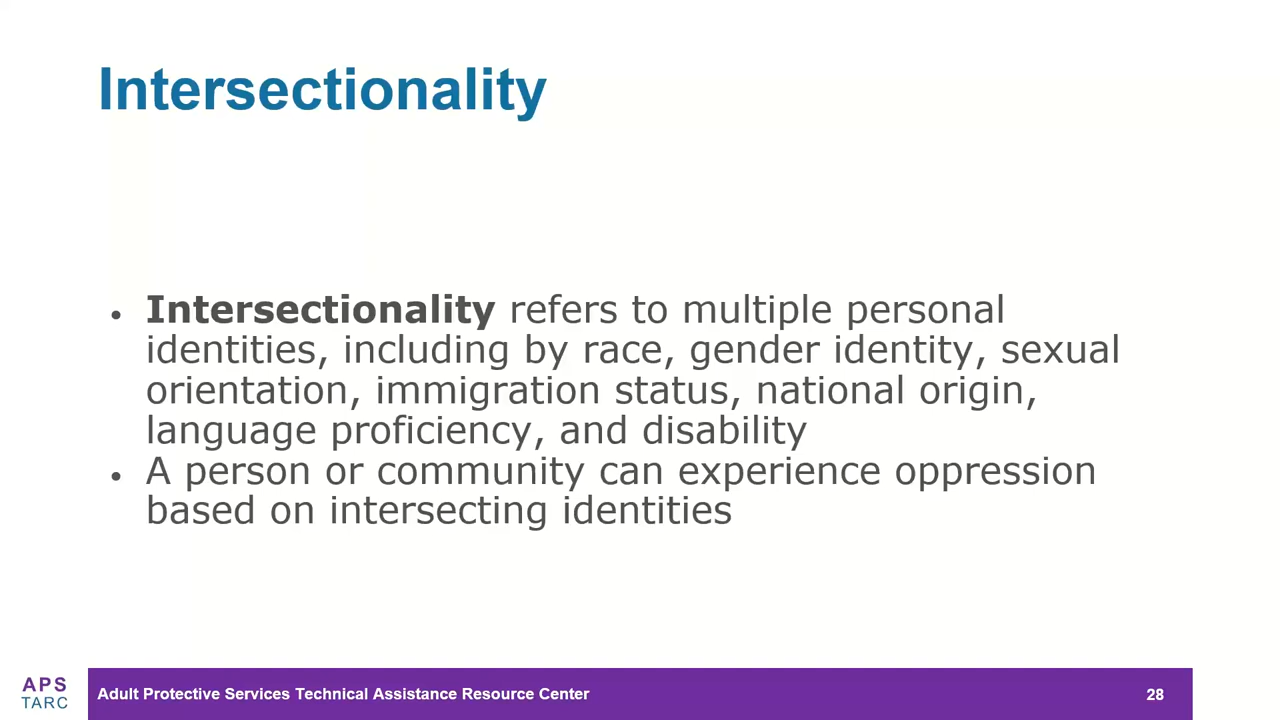 Intersectionality
• Intersectionality refers to multiple personal
identities, including by race, gender identity, sexual
orientation, immigration status, national origin,
language proficiency, and disability
• A person or community can experience oppression
based on intersecting identities
APS
TARC
Adult Protective Services Technical Assistance Resource Center
28